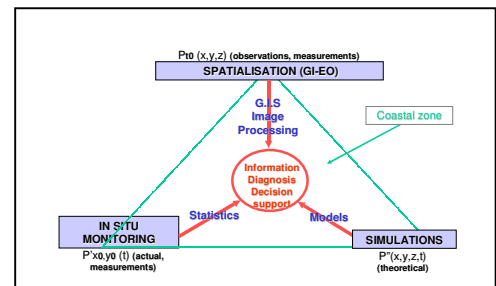 Pt0 (x,y,z) (observations, measurements)
SPATIALISATION (GI-EO)
G.I.S
Image
Processing
Coastal zone
Information
Diagnosis
Decision
support
Statistics
Models
IN SITU
MONITORING
SIMULATIONS
P'x0,y0 (t) (actual,
measurements)
P"(x,y,z,t)
(theoretical)